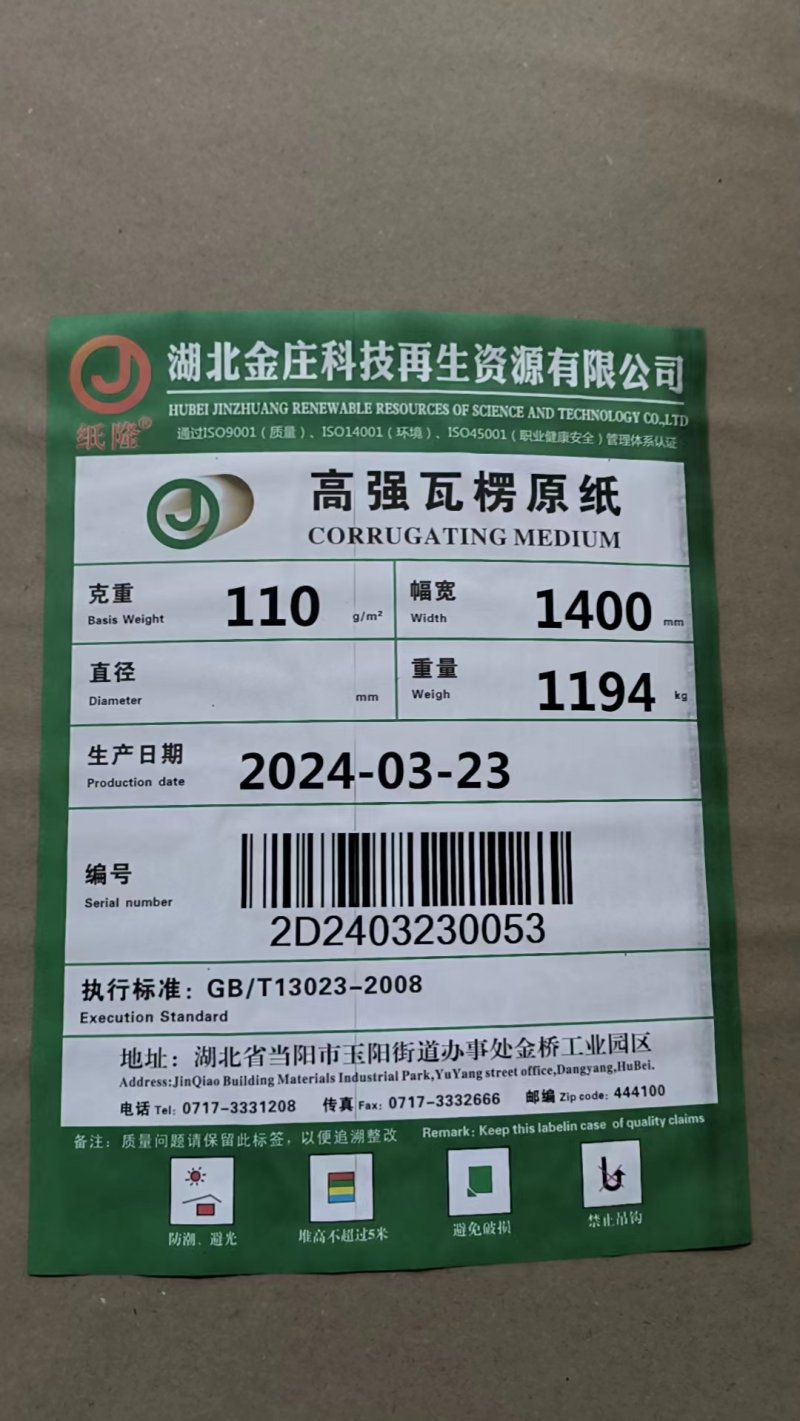 湖北金庄科技再生资源有限公司
HUBEI JINZHUANG RENEWABLE RESOURCES OF SCIENCE AND TECHNOLOGY CO.,LTD
纸隆®
通过ISO9001（质量）、ISO14001（环境）、ISO45001（职业健康安全）管理体系认证
高强瓦楞原纸
CORRUGATING MEDIUM
克重 110 g/m² 幅宽 1400 mm
Basis Weight Width
直径 mm 重量 1194 kg
Diameter Weigh
生产日期 2024-03-23
Production date
编号
Serial number
2D2403230053
执行标准：GB/T13023-2008
Execution Standard
地址：湖北省当阳市玉阳街道办事处金桥工业园区
Address:JinQiao Building Materials Industrial Park,YuYang street office,Dangyang,HuBei.
电话 Tel: 0717-3331208 传真 Fax: 0717-3332666 邮编 Zip code: 444100
备注：质量问题请保留此标签，以便追溯整改 Remark: Keep this labelin case of quality claims
防潮、避光 堆高不超过5米 避免破损 禁止吊钩